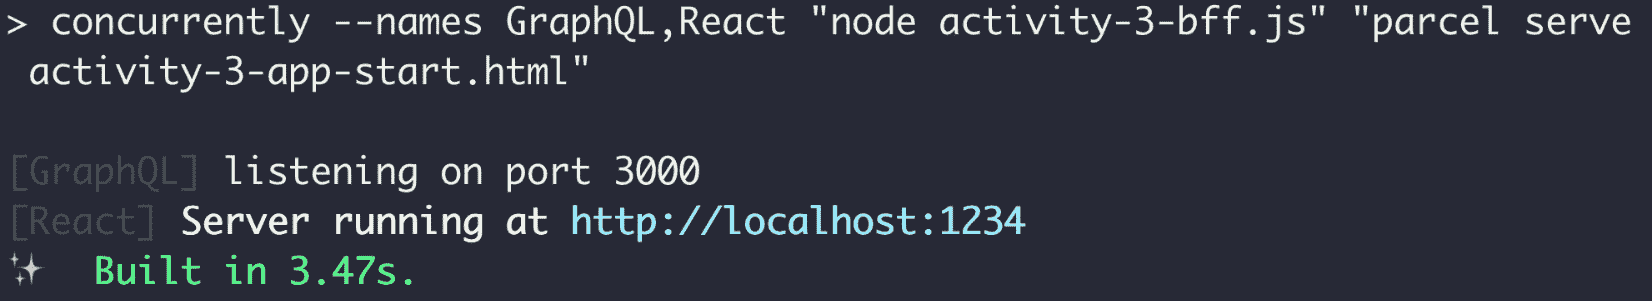 > concurrently --names GraphQL,React "node activity-3-bff.js" "parcel serve
activity-3-app-start.html"
[GraphQL] listening on port 3000
[React] Server running at http://localhost:1234
✨ Built in 3.47s.